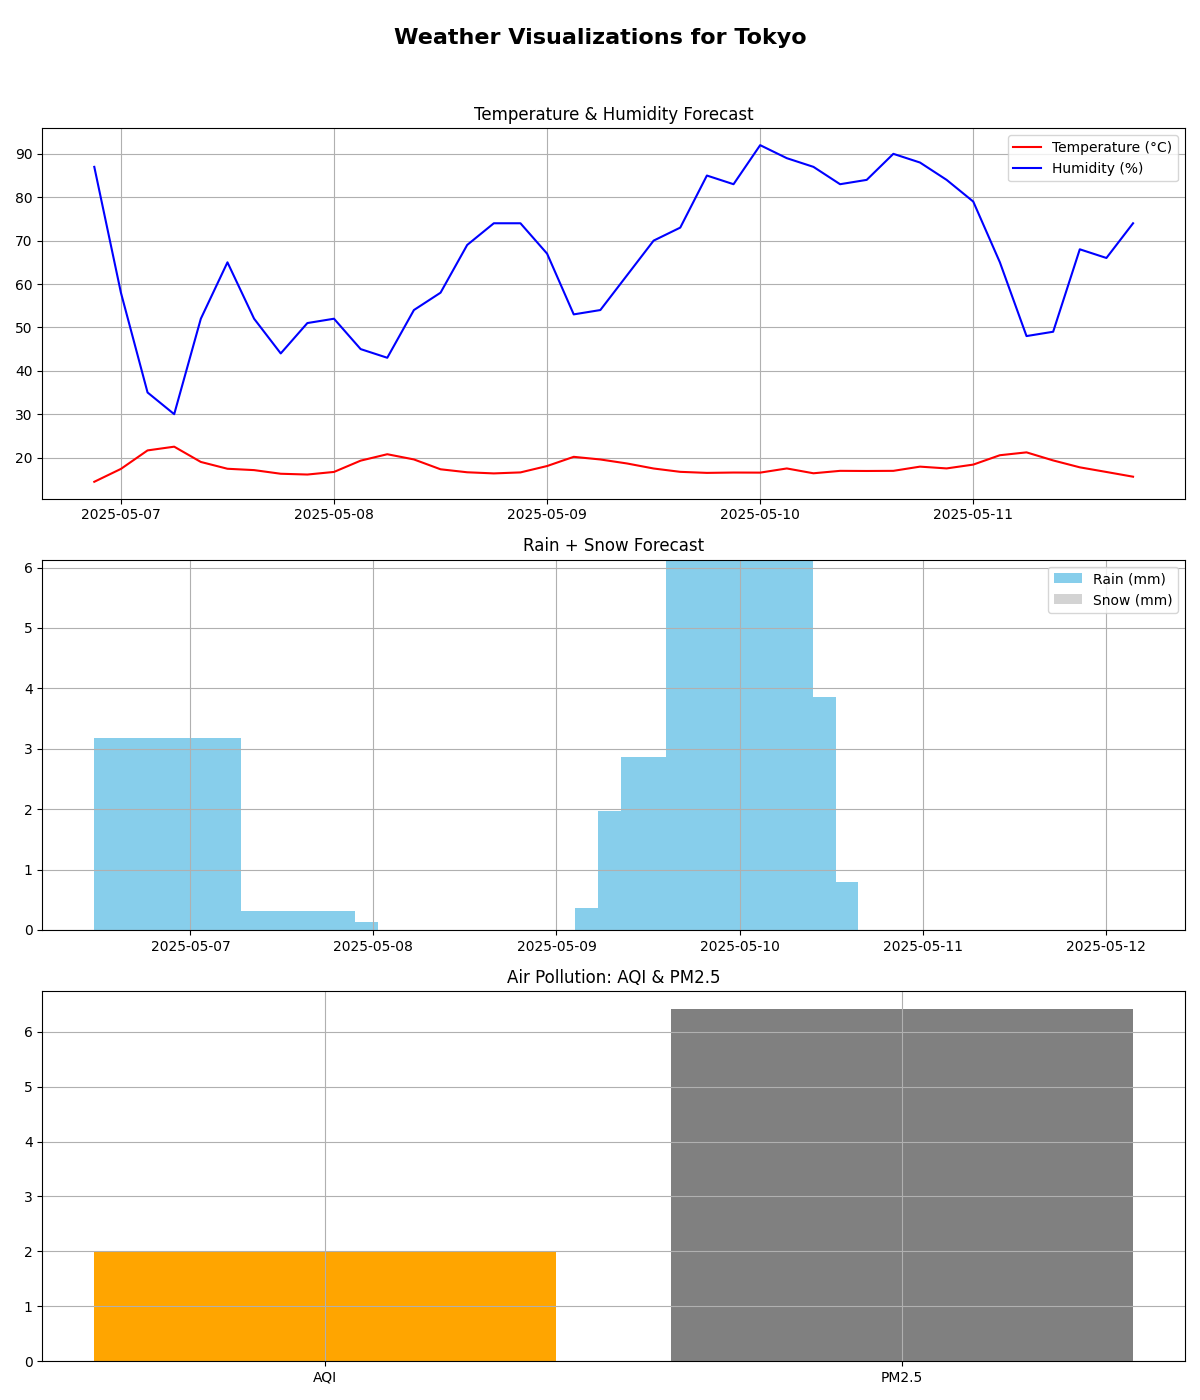 Weather Visualizations for Tokyo
Temperature & Humidity Forecast
Temperature (°C)
Humidity (%)
90
80
70
60
50
40
30
20
2025-05-07 2025-05-08 2025-05-09 2025-05-10 2025-05-11
Rain + Snow Forecast
Rain (mm)
Snow (mm)
6
5
4
3
2
1
0
2025-05-07 2025-05-08 2025-05-09 2025-05-10 2025-05-11 2025-05-12
Air Pollution: AQI & PM2.5
6
5
4
3
2
1
0
AQI PM2.5